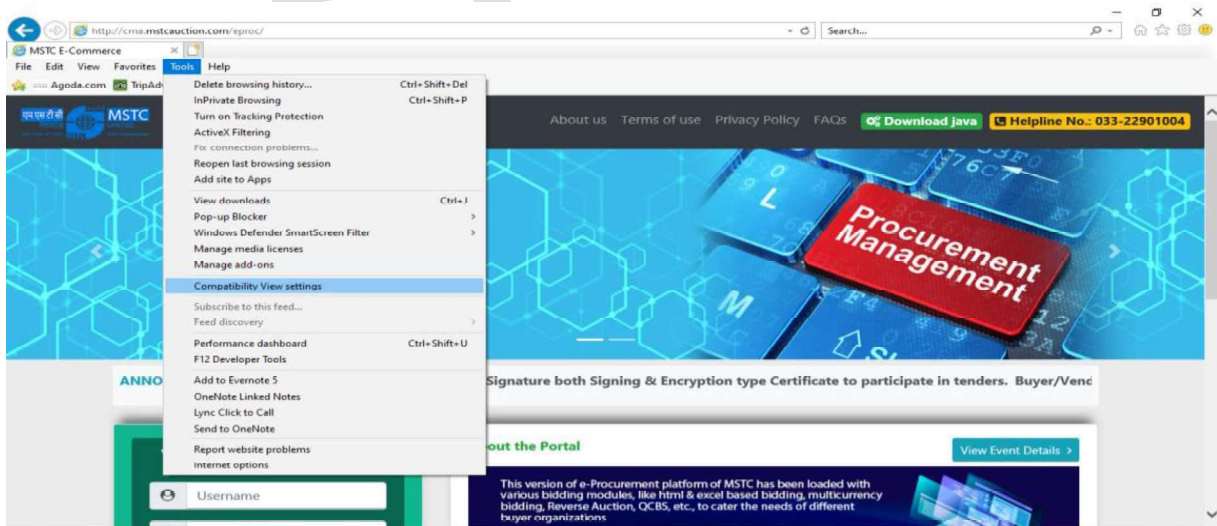 http://cma.mstcauction.com/eproc/
Search...
MSTC E-Commerce
File Edit View Favorites Tools Help
Agoda.com TripAd
Delete browsing history... Ctrl+Shift+Del
InPrivate Browsing Ctrl+Shift+P
Turn on Tracking Protection
ActiveX Filtering
Fix connection problems...
Reopen last browsing session
Add site to Apps
View downloads Ctrl+J
Pop-up Blocker
Windows Defender SmartScreen Filter
Manage media licenses
Manage add-ons
Compatibility View settings
Subscribe to this feed...
Feed discovery
Performance dashboard Ctrl+Shift+U
F12 Developer Tools
Add to Evernote 5
OneNote Linked Notes
Lync Click to Call
Send to OneNote
Report website problems
Internet options
एम एस टी सी MSTC
About us Terms of use Privacy Policy FAQs Download java Helpline No.: 033-22901004
Procurement
Management
ANNO
Signature both Signing & Encryption type Certificate to participate in tenders. Buyer/Vend
out the Portal
View Event Details >
Username
This version of e-Procurement platform of MSTC has been loaded with
various bidding modules, like html & excel based bidding, multicurrency
bidding, Reverse Auction, QCBS, etc., to cater the needs of different
buyer organizations